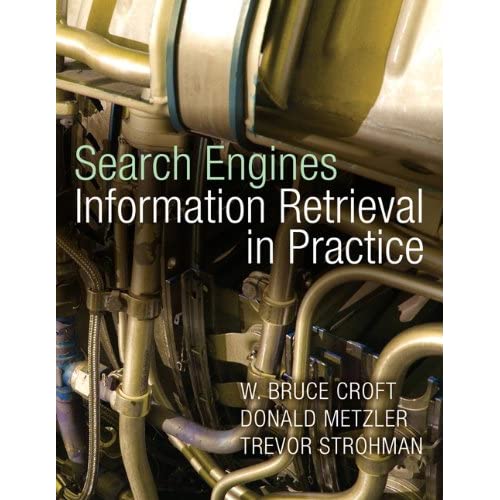 Search Engines
Information Retrieval
in Practice
W. BRUCE CROFT
DONALD METZLER
TREVOR STROHMAN